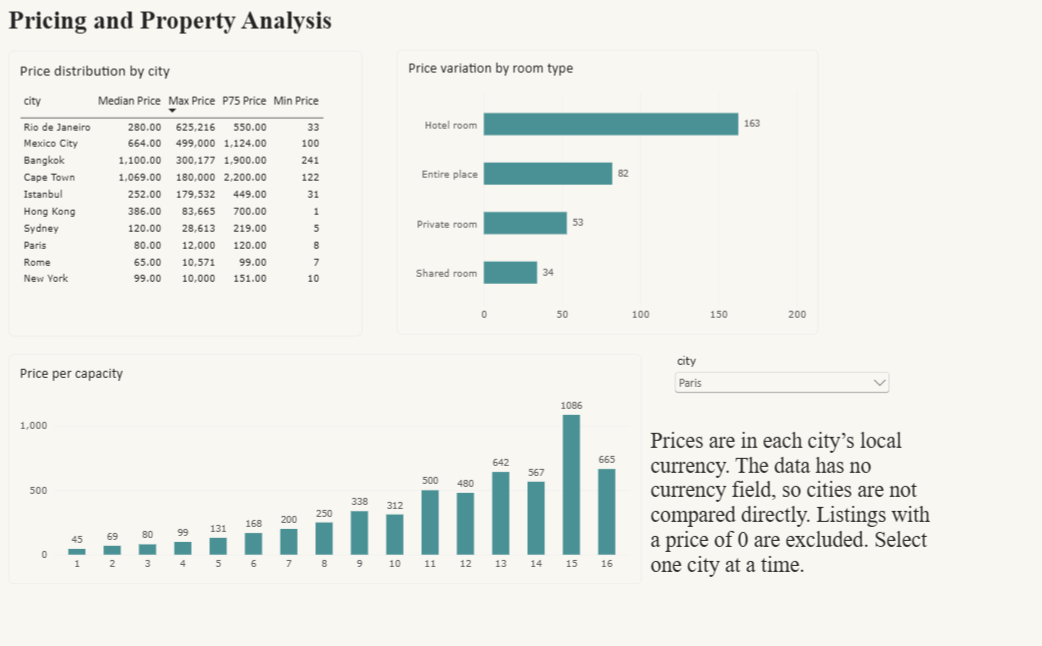 Pricing and Property Analysis
Price distribution by city
city Median Price Max Price P75 Price Min Price
Rio de Janeiro 280.00 625,216 550.00 33
Mexico City 664.00 499,000 1,124.00 100
Bangkok 1,100.00 300,177 1,900.00 241
Cape Town 1,069.00 180,000 2,200.00 122
Istanbul 252.00 179,532 449.00 31
Hong Kong 386.00 83,665 700.00 1
Sydney 120.00 28,613 219.00 5
Paris 80.00 12,000 120.00 8
Rome 65.00 10,571 99.00 7
New York 99.00 10,000 151.00 10
Price variation by room type
Hotel room 163
Entire place 82
Private room 53
Shared room 34
0 50 100 150 200
Price per capacity
1,000
500
0
45 69 80 99 131 168 200 250 338 312 500 480 642 567 1086 665
1 2 3 4 5 6 7 8 9 10 11 12 13 14 15 16
city
Paris
Prices are in each city’s local
currency. The data has no
currency field, so cities are not
compared directly. Listings with
a price of 0 are excluded. Select
one city at a time.